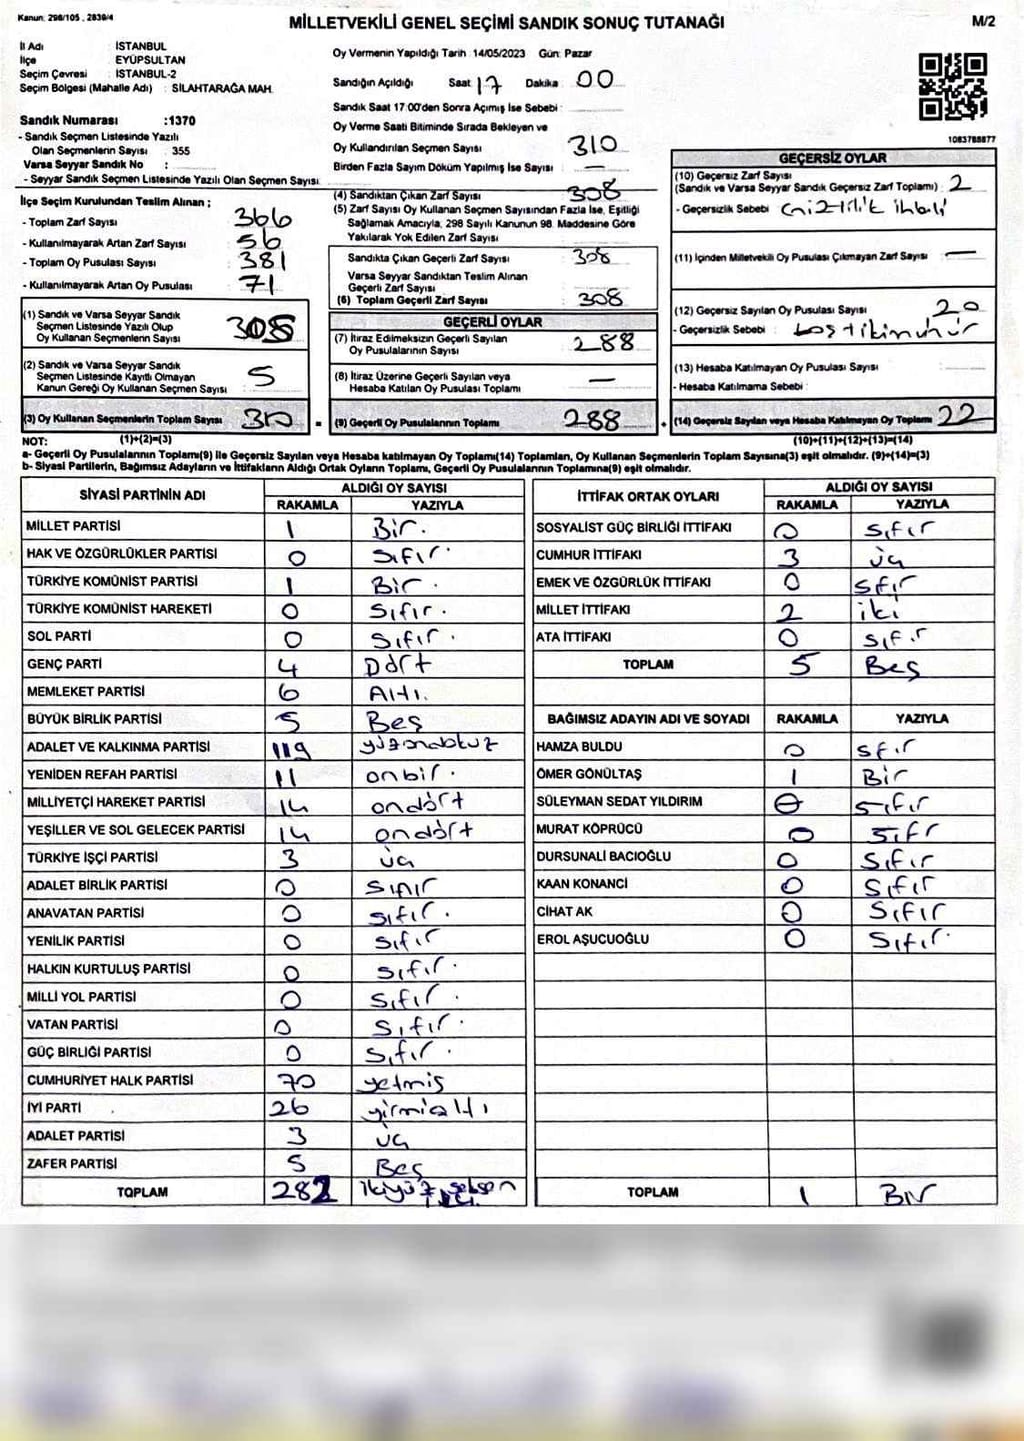 Kanun: 298/105 , 2839/4
MİLLETVEKİLİ GENEL SEÇİMİ SANDIK SONUÇ TUTANAĞI
M/2
İl Adı : İSTANBUL
İlçe : EYÜPSULTAN
Seçim Çevresi : İSTANBUL-2
Seçim Bölgesi (Mahalle Adı) : SİLAHTARAĞA MAH.
Sandık Numarası :1370
- Sandık Seçmen Listesinde Yazılı
Olan Seçmenlerin Sayısı : 355
Varsa Seyyar Sandık No :
- Seyyar Sandık Seçmen Listesinde Yazılı Olan Seçmen Sayısı:
Oy Vermenin Yapıldığı Tarih : 14/05/2023 Gün: Pazar
Sandığın Açıldığı Saat : 17 Dakika : 00
Sandık Saat 17:00'den Sonra Açımış İse Sebebi :
Oy Verme Saati Bitiminde Sırada Bekleyen ve
Oy Kullandırılan Seçmen Sayısı : 310
Birden Fazla Sayım Döküm Yapılmış İse Sayısı : —
1083788877
İlçe Seçim Kurulundan Teslim Alınan ;
- Toplam Zarf Sayısı : 366
- Kullanılmayarak Artan Zarf Sayısı : 56
- Toplam Oy Pusulası Sayısı : 381
- Kullanılmayarak Artan Oy Pusulası : 71
(1) Sandık ve Varsa Seyyar Sandık
Seçmen Listesinde Yazılı Olup
Oy Kullanan Seçmenlerin Sayısı : 305
(2) Sandık ve Varsa Seyyar Sandık
Seçmen Listesinde Kayıtlı Olmayan
Kanun Gereği Oy Kullanan Seçmen Sayısı : 5
(3) Oy Kullanan Seçmenlerin Toplam Sayısı : 310
(4) Sandıktan Çıkan Zarf Sayısı : 308
(5) Zarf Sayısı Oy Kullanan Seçmen Sayısından Fazla İse, Eşitliği
Sağlamak Amacıyla, 298 Sayılı Kanunun 98. Maddesine Göre
Yakılarak Yok Edilen Zarf Sayısı :
Sandıkta Çıkan Geçerli Zarf Sayısı : 308
Varsa Seyyar Sandıktan Teslim Alınan
Geçerli Zarf Sayısı :
(6) Toplam Geçerli Zarf Sayısı : 308
GEÇERLİ OYLAR
(7) İtiraz Edilmeksizin Geçerli Sayılan
Oy Pusulalarının Sayısı : 288
(8) İtiraz Üzerine Geçerli Sayılan veya
Hesaba Katılan Oy Pusulası Toplamı : —
(9) Geçerli Oy Pusulalarının Toplamı : 288
GEÇERSİZ OYLAR
(10) Geçersiz Zarf Sayısı
(Sandık ve Varsa Seyyar Sandık Geçersiz Zarf Toplamı) : 2
- Geçersizlik Sebebi : Gizlilik ihlali
(11) İçinden Milletvekili Oy Pusulası Çıkmayan Zarf Sayısı : —
(12) Geçersiz Sayılan Oy Pusulası Sayısı : 20
- Geçersizlik Sebebi :
(13) Hesaba Katılmayan Oy Pusulası Sayısı :
- Hesaba Katılmama Sebebi :
(14) Geçersiz Sayılan veya Hesaba Katılmayan Oy Toplamı : 22
NOT: (1)+(2)=(3)
(10)+(11)+(12)+(13)=(14)
a- Geçerli Oy Pusulalarının Toplamı(9) ile Geçersiz Sayılan veya Hesaba Katılmayan Oy Toplamı(14) Toplamları, Oy Kullanan Seçmenlerin Toplam Sayısına(3) eşit olmalıdır. (9)+(14)=(3)
b- Siyasi Partilerin, Bağımsız Adayların ve İttifakların Aldığı Ortak Oyların Toplamı, Geçerli Oy Pusulalarının Toplamına(9) eşit olmalıdır.
SİYASİ PARTİNİN ADI ALDIĞI OY SAYISI
RAKAMLA YAZIYLA
MİLLET PARTİSİ 1 Bir.
HAK VE ÖZGÜRLÜKLER PARTİSİ 0 Sıfır.
TÜRKİYE KOMÜNİST PARTİSİ 1 Bir.
TÜRKİYE KOMÜNİST HAREKETİ 0 Sıfır.
SOL PARTİ 0 Sıfır.
GENÇ PARTİ 4 Dört
MEMLEKET PARTİSİ 6 Altı.
BÜYÜK BİRLİK PARTİSİ 5 Beş
ADALET VE KALKINMA PARTİSİ 119 yüzondokuz
YENİDEN REFAH PARTİSİ 11 onbir.
MİLLİYETÇİ HAREKET PARTİSİ 14 ondört
YEŞİLLER VE SOL GELECEK PARTİSİ 14 ondört
TÜRKİYE İŞÇİ PARTİSİ 3 üç
ADALET BİRLİK PARTİSİ 0 Sıfır
ANAVATAN PARTİSİ 0 sıfır.
YENİLİK PARTİSİ 0 sıfır
HALKIN KURTULUŞ PARTİSİ 0 sıfır.
MİLLİ YOL PARTİSİ 0 Sıfır.
VATAN PARTİSİ 0 Sıfır.
GÜÇ BİRLİĞİ PARTİSİ 0 Sıfır.
CUMHURİYET HALK PARTİSİ 70 yetmiş
İYİ PARTİ 26 yirmialtı
ADALET PARTİSİ 3 üç
ZAFER PARTİSİ 5 Beş
TOPLAM 282 ikiyüz seksen iki
İTTİFAK ORTAK OYLARI ALDIĞI OY SAYISI
RAKAMLA YAZIYLA
SOSYALİST GÜÇ BİRLİĞİ İTTİFAKI 0 sıfır
CUMHUR İTTİFAKI 3 üç
EMEK VE ÖZGÜRLÜK İTTİFAKI 0 sfır
MİLLET İTTİFAKI 2 iki
ATA İTTİFAKI 0 sıfır
TOPLAM 5 Beş
BAĞIMSIZ ADAYIN ADI VE SOYADI RAKAMLA YAZIYLA
HAMZA BULDU 0 sfır
ÖMER GÖNÜLTAŞ 1 Bir
SÜLEYMAN SEDAT YILDIRIM 0 sıfır
MURAT KÖPRÜCÜ 0 sıfr
DURSUNALİ BACIOĞLU 0 Sıfır
KAAN KONANCİ 0 Sıfır
CİHAT AK 0 Sıfır
EROL AŞUCUOĞLU 0 Sıfır.
TOPLAM 1 Bir